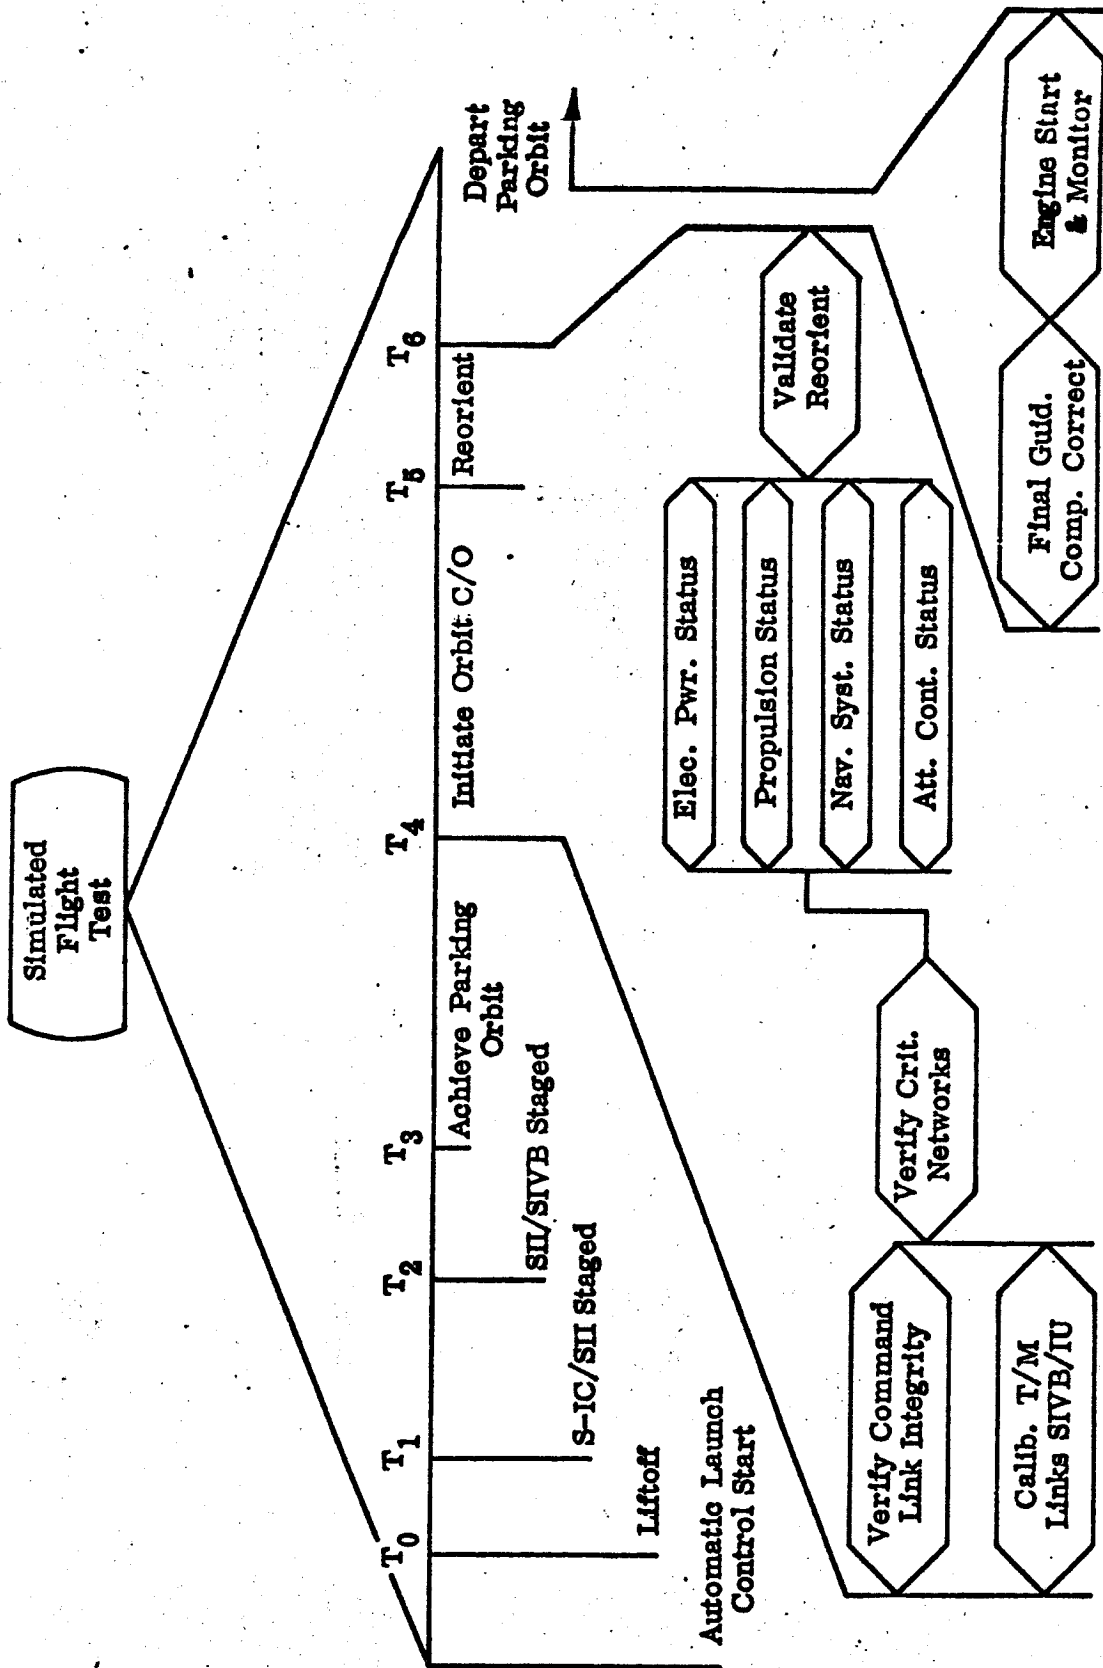 Simulated
Flight
Test
T0
T1
T2
T3
T4
T5
T6
Automatic Launch
Control Start
Liftoff
S-IC/SII Staged
SII/SIVB Staged
Achieve Parking
Orbit
Initiate Orbit C/O
Reorient
Depart
Parking
Orbit
Verify Command
Link Integrity
Calib. T/M
Links SIVB/IU
Verify Crit.
Networks
Elec. Pwr. Status
Propulsion Status
Nav. Syst. Status
Att. Cont. Status
Validate
Reorient
Final Guid.
Comp. Correct
Engine Start
& Monitor